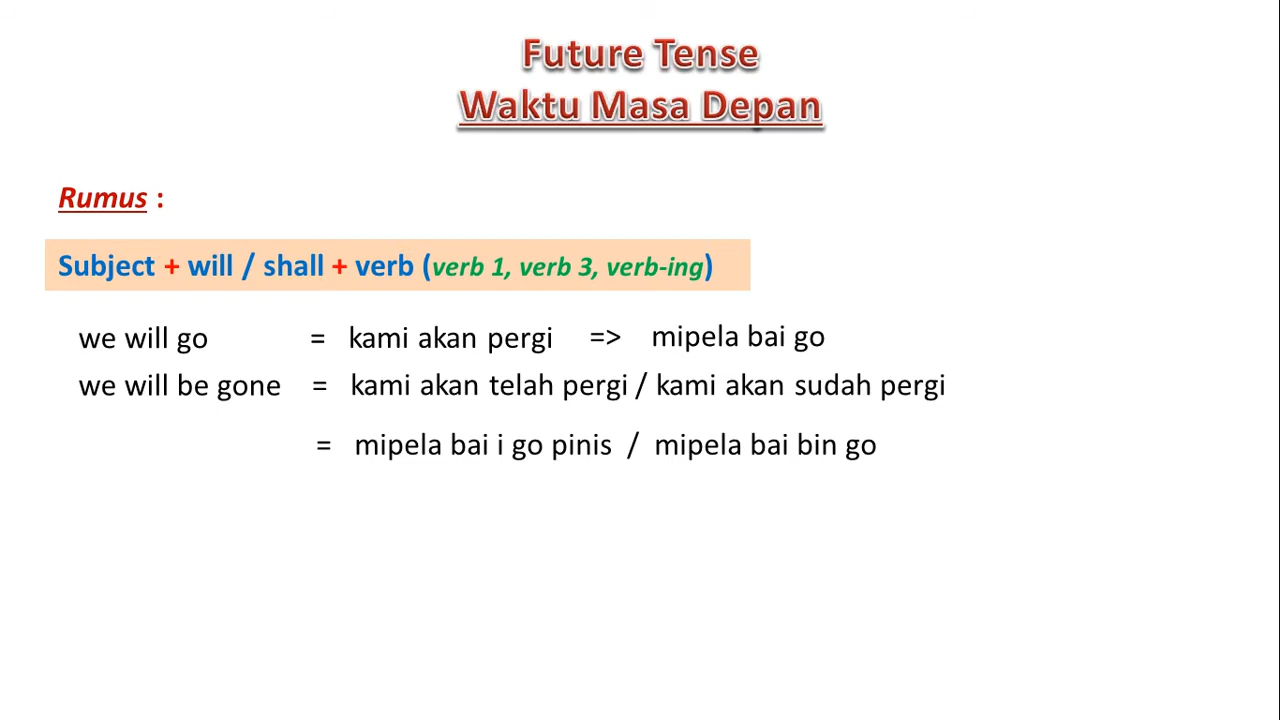 Future Tense
Waktu Masa Depan
Rumus :
Subject + will / shall + verb (verb 1, verb 3, verb-ing)
we will go = kami akan pergi => mipela bai go
we will be gone = kami akan telah pergi / kami akan sudah pergi
= mipela bai i go pinis / mipela bai bin go